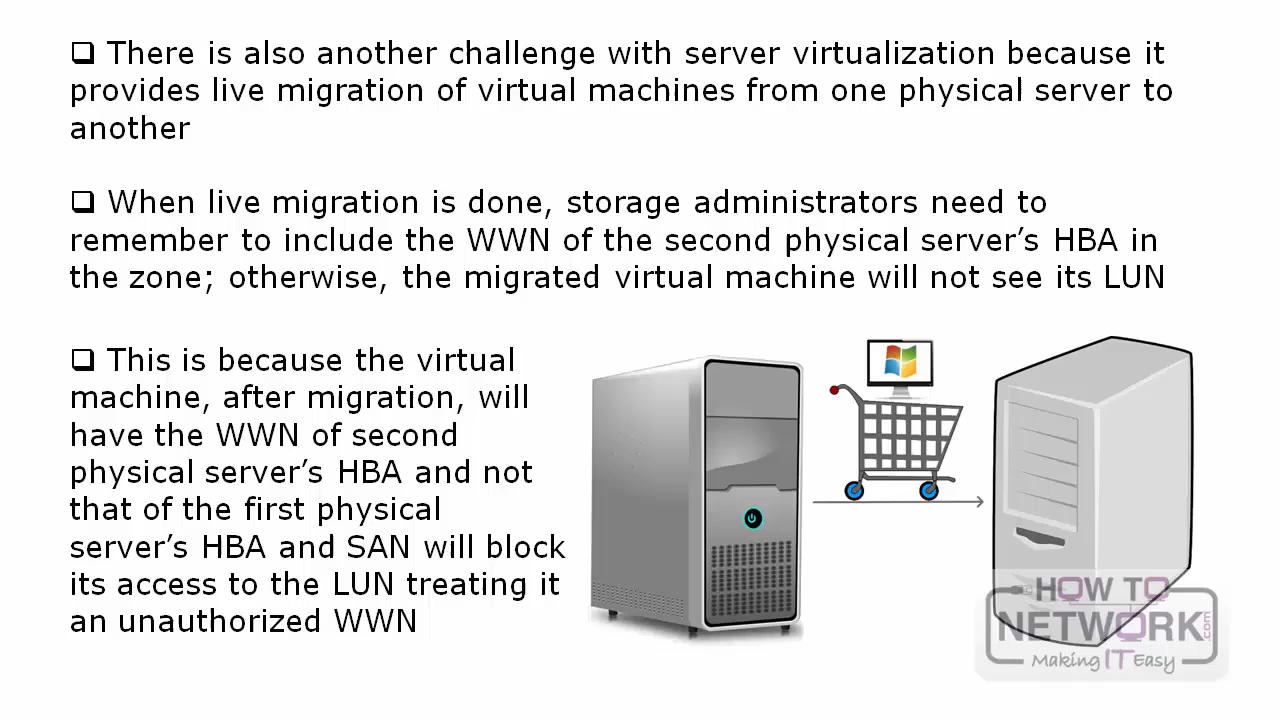 ❑ There is also another challenge with server virtualization because it
provides live migration of virtual machines from one physical server to
another
❑ When live migration is done, storage administrators need to
remember to include the WWN of the second physical server’s HBA in
the zone; otherwise, the migrated virtual machine will not see its LUN
❑ This is because the virtual
machine, after migration, will
have the WWN of second
physical server’s HBA and not
that of the first physical
server’s HBA and SAN will block
its access to the LUN treating it
an unauthorized WWN
HOW TO
NETWORK.com
Making IT Easy